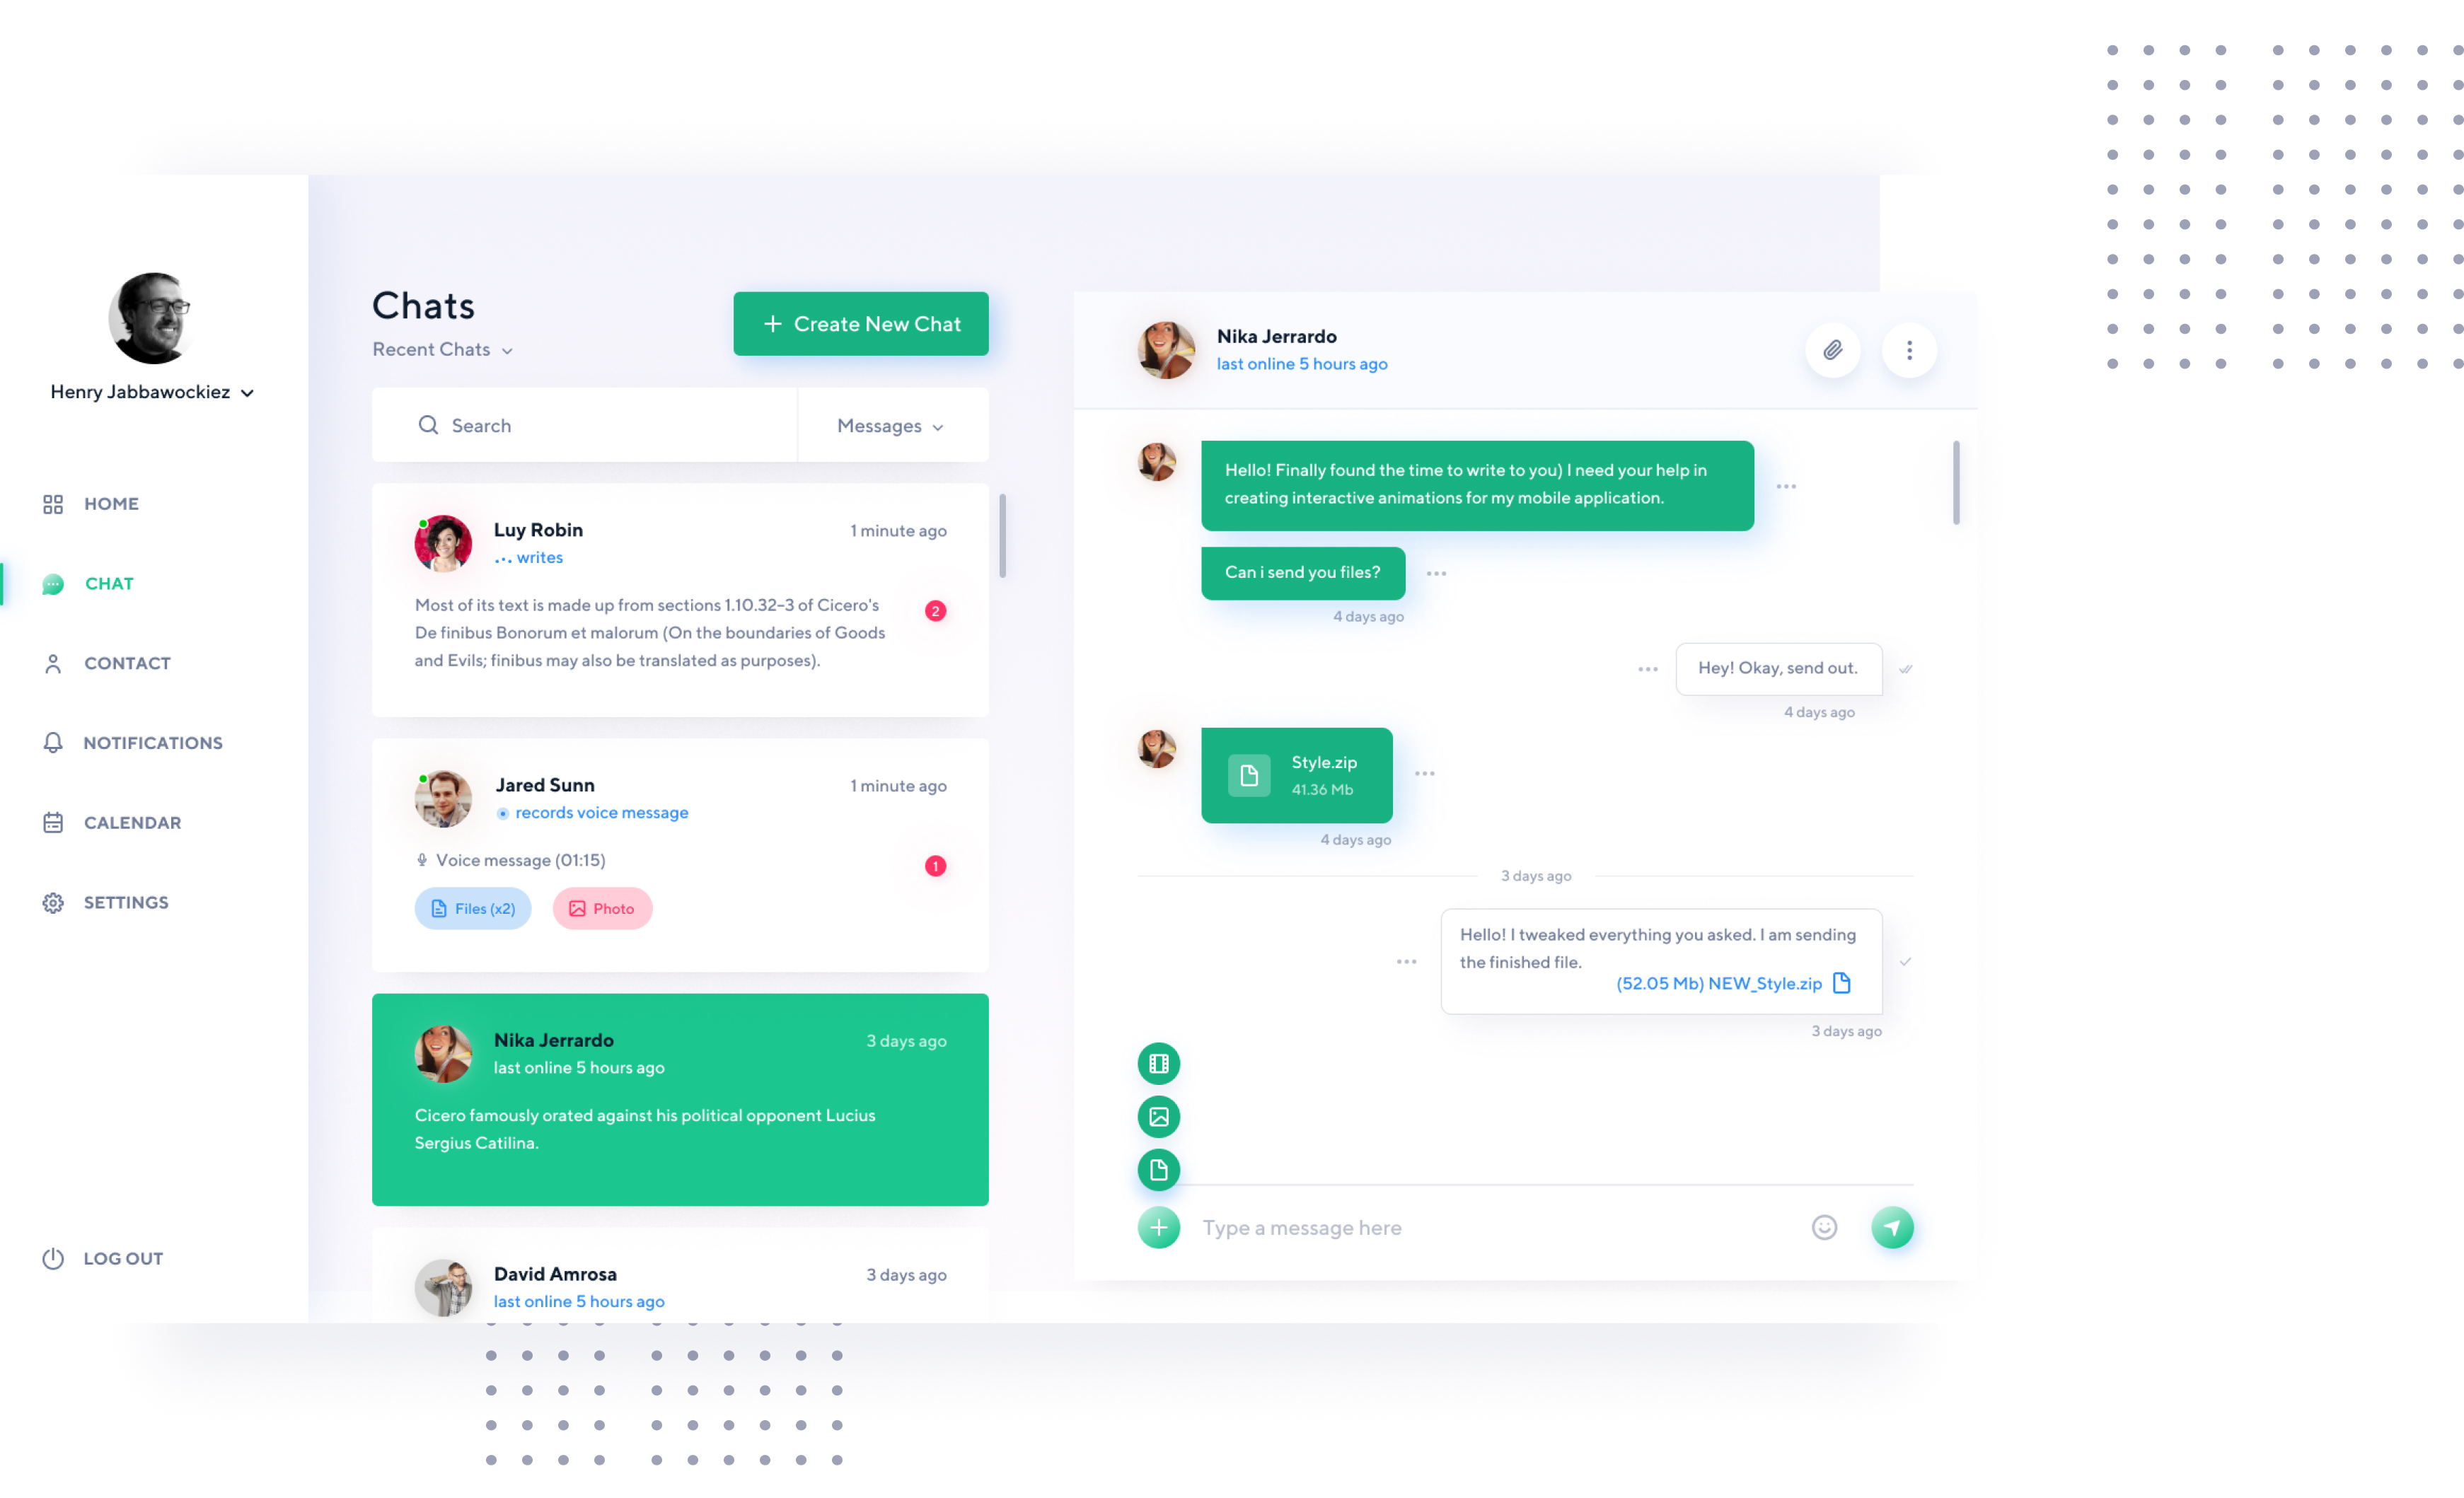 Henry Jabbawockiez
HOME
CHAT
CONTACT
NOTIFICATIONS
CALENDAR
SETTINGS
LOG OUT
Chats
Recent Chats
+ Create New Chat
Search
Messages
Luy Robin
1 minute ago
writes
Most of its text is made up from sections 1.10.32–3 of Cicero's
De finibus Bonorum et malorum (On the boundaries of Goods
and Evils; finibus may also be translated as purposes).
2
Jared Sunn
1 minute ago
records voice message
Voice message (01:15)
1
Files (x2)
Photo
Nika Jerrardo
3 days ago
last online 5 hours ago
Cicero famously orated against his political opponent Lucius
Sergius Catilina.
David Amrosa
3 days ago
last online 5 hours ago
Nika Jerrardo
last online 5 hours ago
Hello! Finally found the time to write to you) I need your help in
creating interactive animations for my mobile application.
Can i send you files?
4 days ago
Hey! Okay, send out.
4 days ago
Style.zip
41.36 Mb
4 days ago
3 days ago
Hello! I tweaked everything you asked. I am sending
the finished file.
(52.05 Mb) NEW_Style.zip
3 days ago
Type a message here